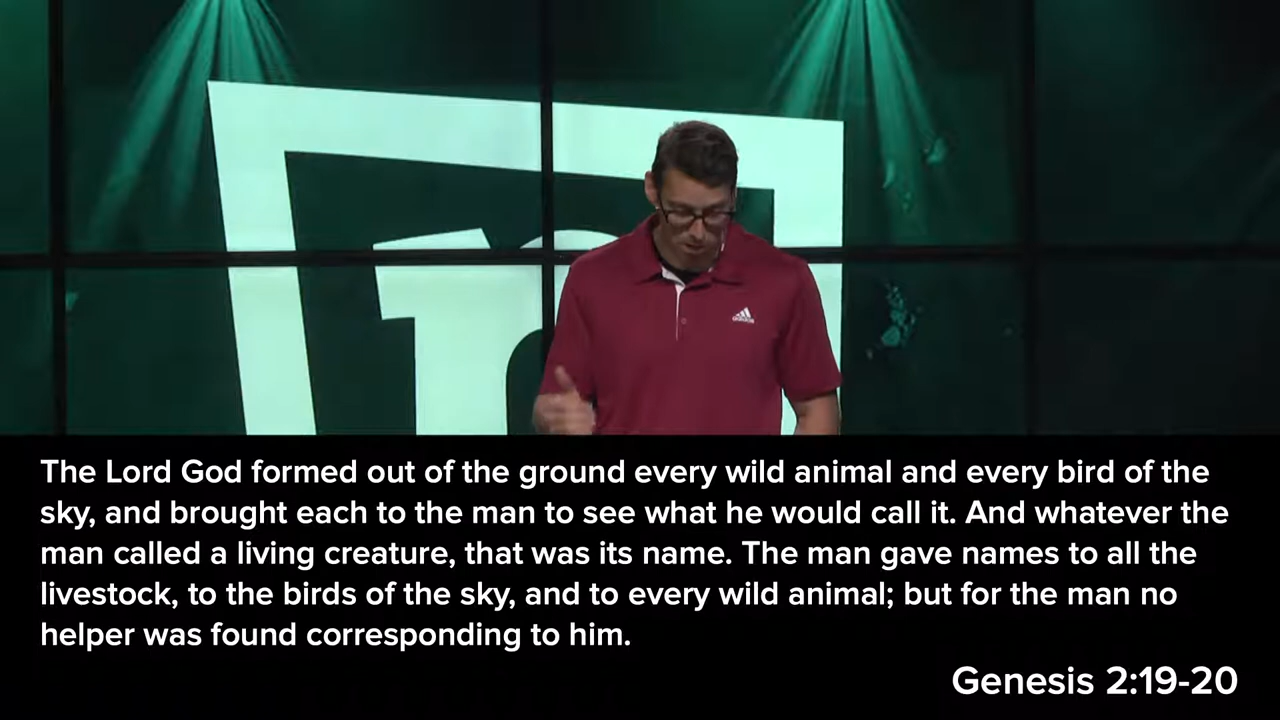 adidas
The Lord God formed out of the ground every wild animal and every bird of the
sky, and brought each to the man to see what he would call it. And whatever the
man called a living creature, that was its name. The man gave names to all the
livestock, to the birds of the sky, and to every wild animal; but for the man no
helper was found corresponding to him.
Genesis 2:19-20